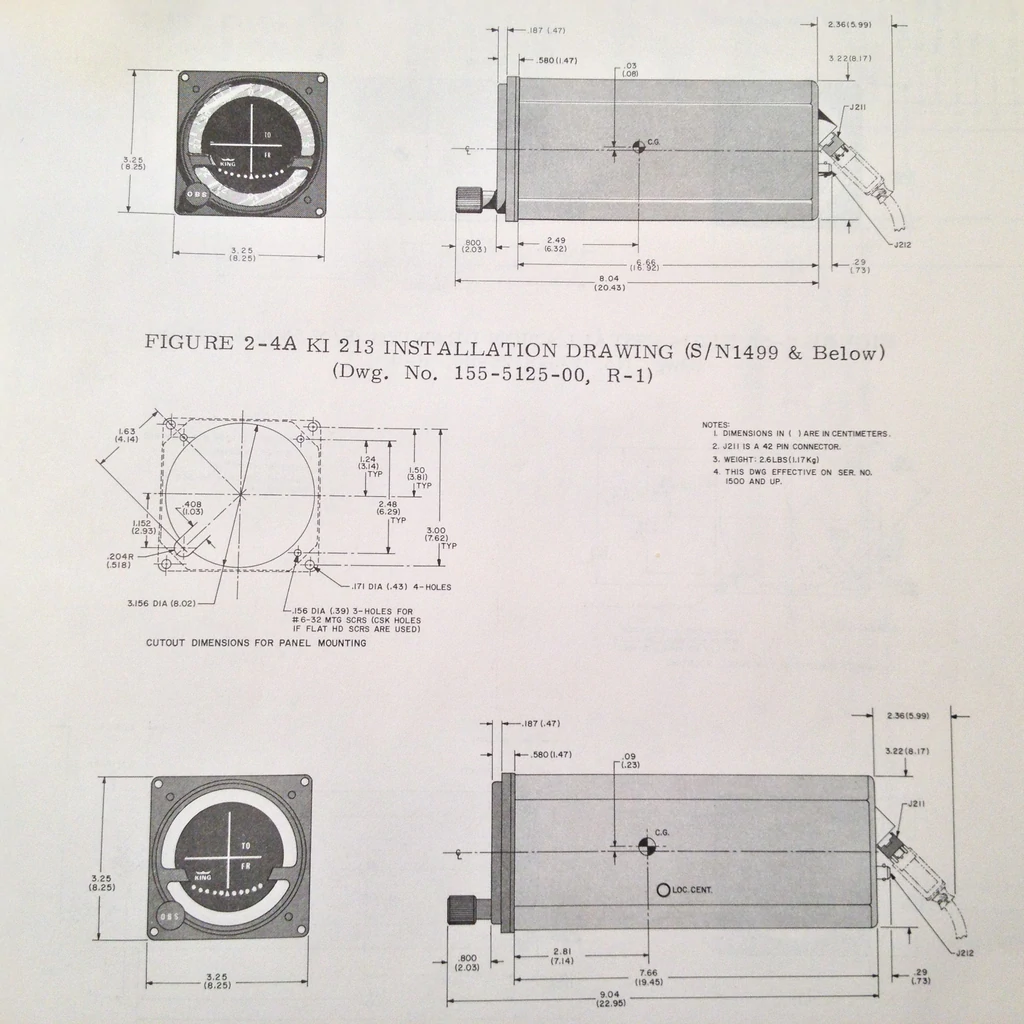 .187 (.47)
2.36(5.99)
.580(1.47)
.03
(.08)
3.22(8.17)
J211
TO
FR
KING
OBS
C.G.
3.25
(8.25)
3.25
(8.25)
.800
(2.03)
2.49
(6.32)
6.66
(16.92)
8.04
(20.43)
J212
.29
(.73)
FIGURE 2-4A KI 213 INSTALLATION DRAWING (S/N1499 & Below)
(Dwg. No. 155-5125-00, R-1)
1.63
(4.14)
1.24
(3.14)
TYP
1.50
(3.81)
TYP
2.48
(6.29)
TYP
3.00
(7.62)
TYP
.408
(1.03)
1.152
(2.93)
.204R
(.518)
3.156 DIA (8.02)
.171 DIA (.43) 4-HOLES
.156 DIA (.39) 3-HOLES FOR
#6-32 MTG SCRS (CSK HOLES
IF FLAT HD SCRS ARE USED)
CUTOUT DIMENSIONS FOR PANEL MOUNTING
NOTES:
1. DIMENSIONS IN ( ) ARE IN CENTIMETERS.
2. J211 IS A 42 PIN CONNECTOR.
3. WEIGHT: 2.6LBS(1.17Kg)
4. THIS DWG EFFECTIVE ON SER. NO.
1500 AND UP.
.187 (.47)
2.36(5.99)
.580(1.47)
.09
(.23)
3.22(8.17)
J211
TO
FR
KING
OBS
C.G.
LOC. CENT.
3.25
(8.25)
3.25
(8.25)
.800
(2.03)
2.81
(7.14)
7.66
(19.45)
9.04
(22.95)
J212
.29
(.73)